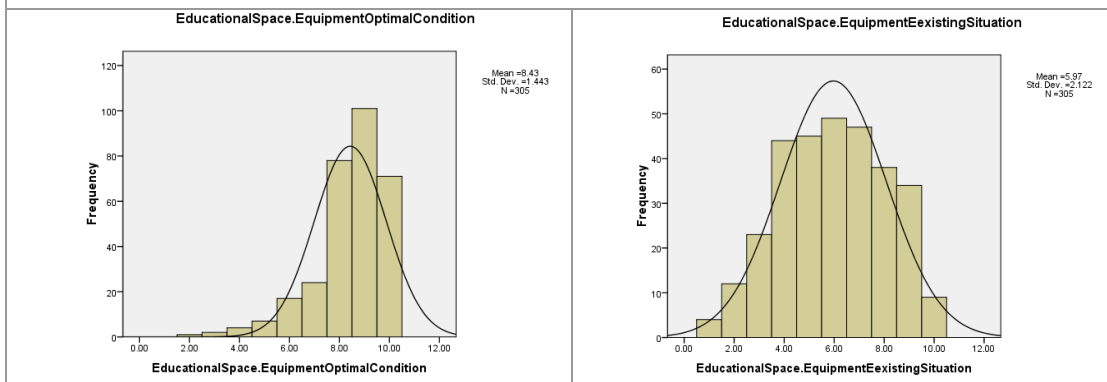 EducationalSpace.EquipmentOptimalCondition
Mean =8.43
Std. Dev. =1.443
N =305
120
100
80
60
40
20
0
Frequency
0.00 2.00 4.00 6.00 8.00 10.00 12.00
EducationalSpace.EquipmentOptimalCondition
EducationalSpace.EquipmentEexistingSituation
Mean =5.97
Std. Dev. =2.122
N =305
60
50
40
30
20
10
0
Frequency
0.00 2.00 4.00 6.00 8.00 10.00 12.00
EducationalSpace.EquipmentEexistingSituation